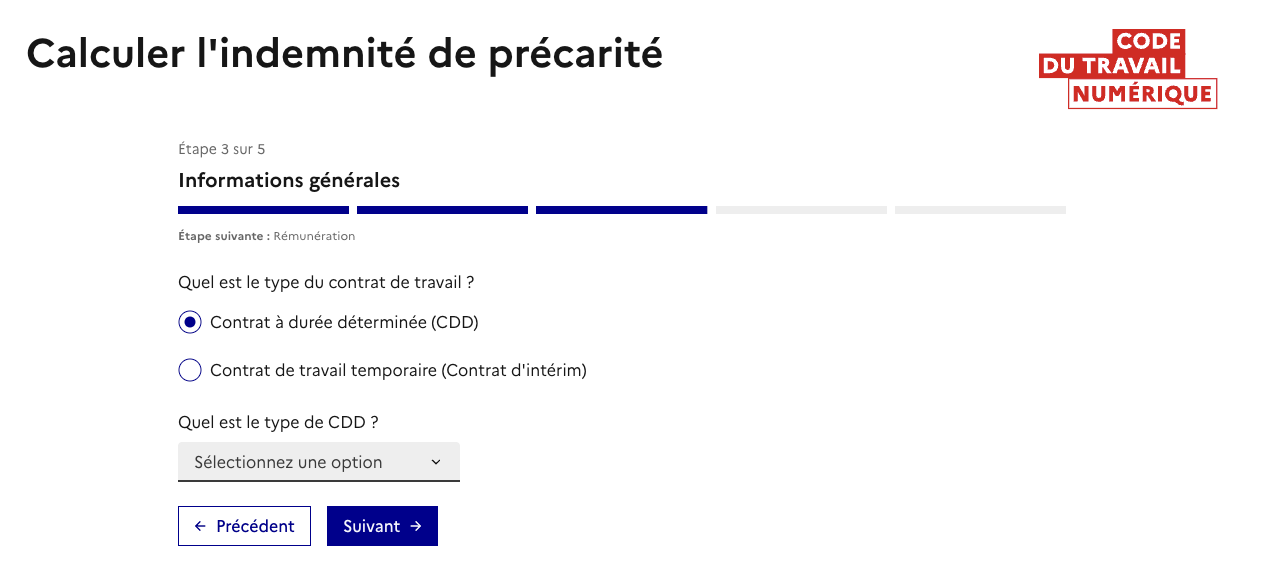 Calculer l'indemnité de précarité
CODE
DU TRAVAIL
NUMÉRIQUE
Étape 3 sur 5
Informations générales
Étape suivante : Rémunération
Quel est le type du contrat de travail ?
Contrat à durée déterminée (CDD)
Contrat de travail temporaire (Contrat d'intérim)
Quel est le type de CDD ?
Sélectionnez une option
← Précédent
Suivant →